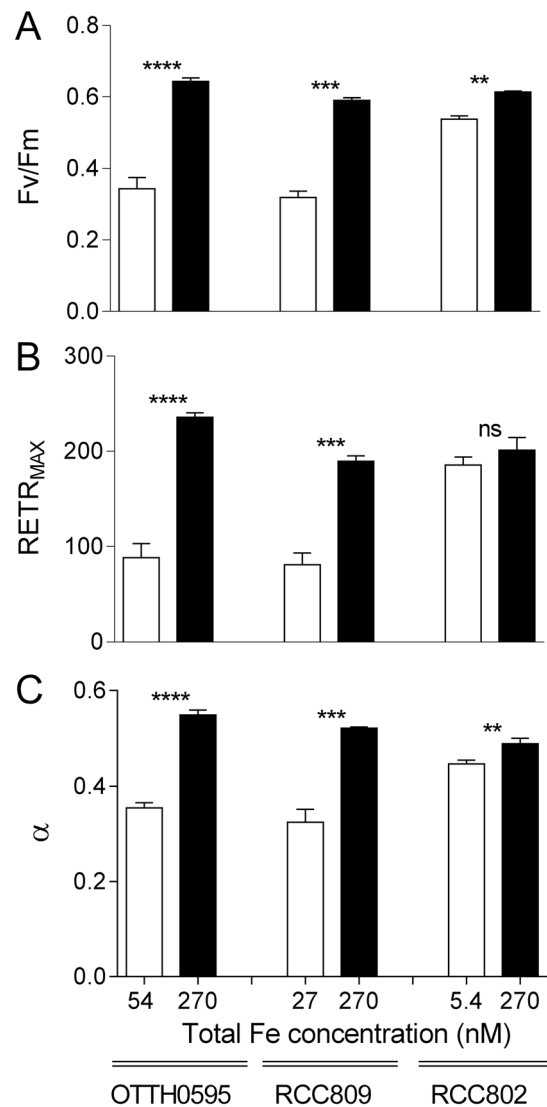 A
0.8
0.6
0.4
0.2
0.0
Fv/Fm
**** *** **
B
300
200
100
0
RETRMAX
**** *** ns
C
0.6
0.4
0.2
0.0
α
**** *** **
54 270 27 270 5.4 270
Total Fe concentration (nM)
OTTH0595 RCC809 RCC802